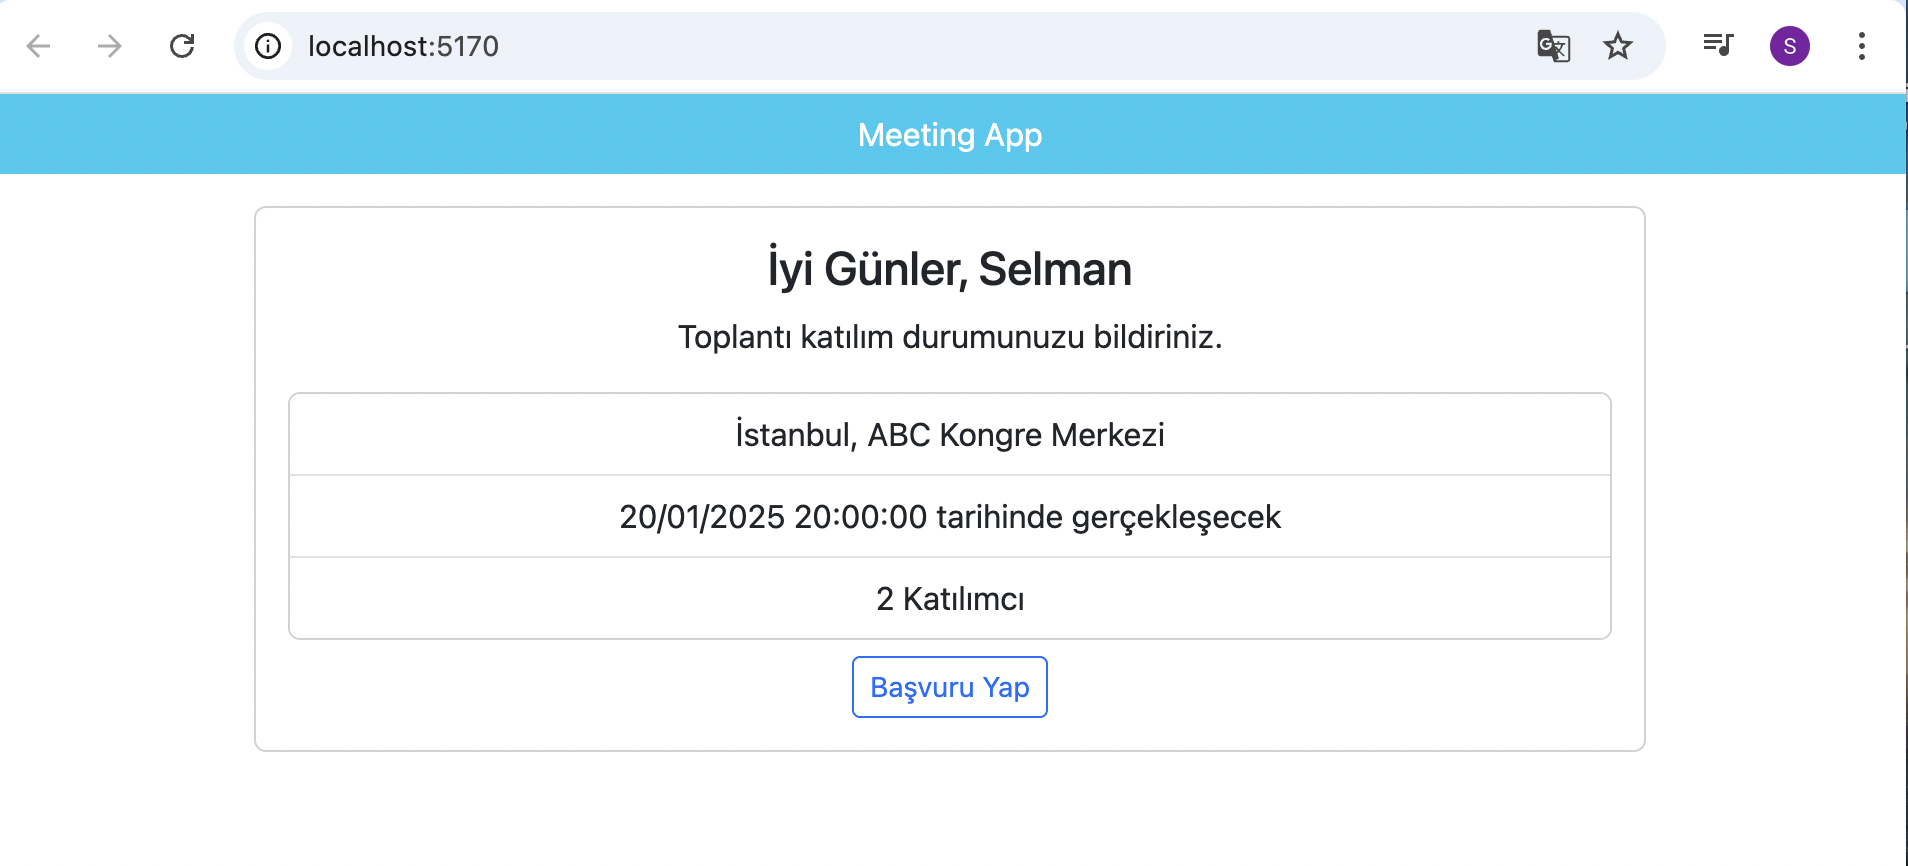 localhost:5170
S
Meeting App
İyi Günler, Selman
Toplantı katılım durumunuzu bildiriniz.
İstanbul, ABC Kongre Merkezi
20/01/2025 20:00:00 tarihinde gerçekleşecek
2 Katılımcı
Başvuru Yap